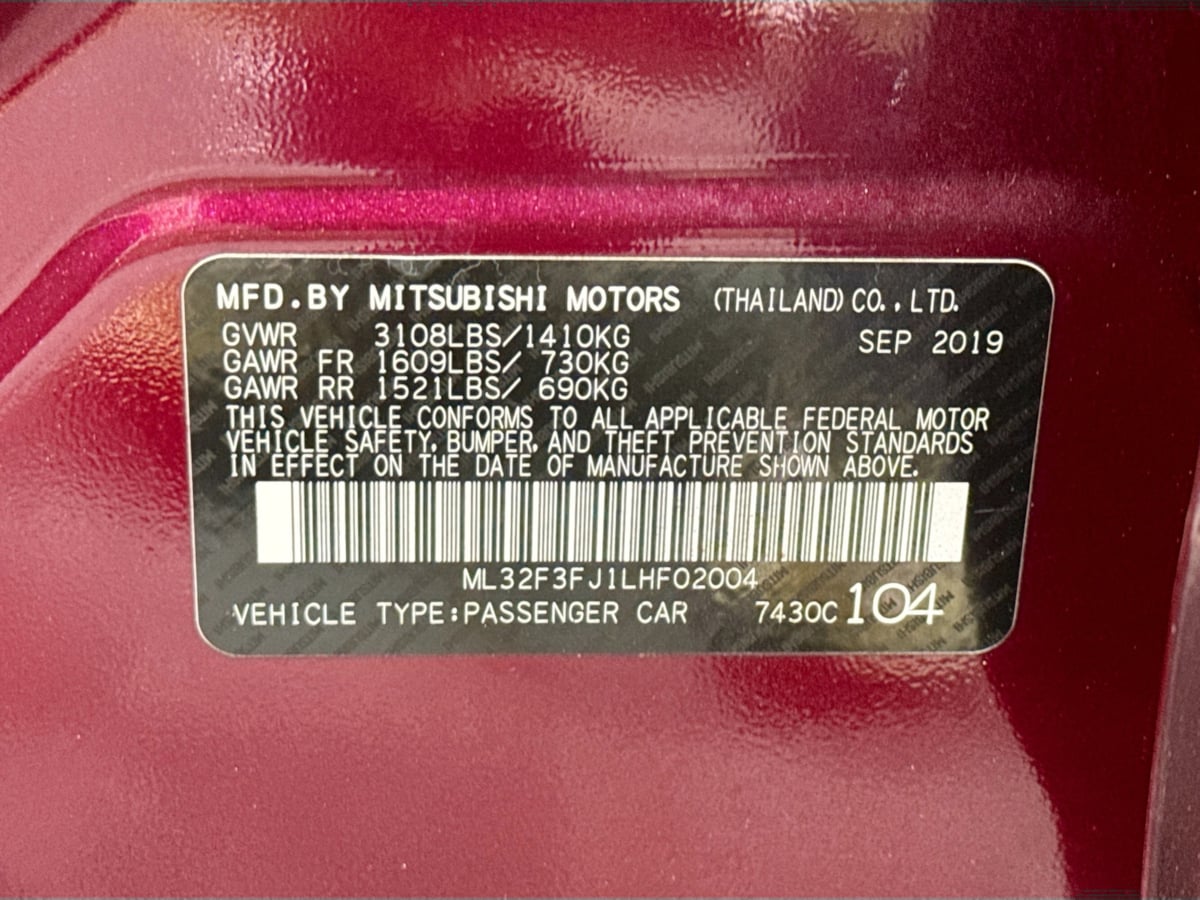 MFD.BY MITSUBISHI MOTORS (THAILAND) CO., LTD.
GVWR 3108LBS/1410KG SEP 2019
GAWR FR 1609LBS/ 730KG
GAWR RR 1521LBS/ 690KG
THIS VEHICLE CONFORMS TO ALL APPLICABLE FEDERAL MOTOR
VEHICLE SAFETY, BUMPER, AND THEFT PREVENTION STANDARDS
IN EFFECT ON THE DATE OF MANUFACTURE SHOWN ABOVE.
ML32F3FJ1LHF02004
VEHICLE TYPE:PASSENGER CAR 7430C 104